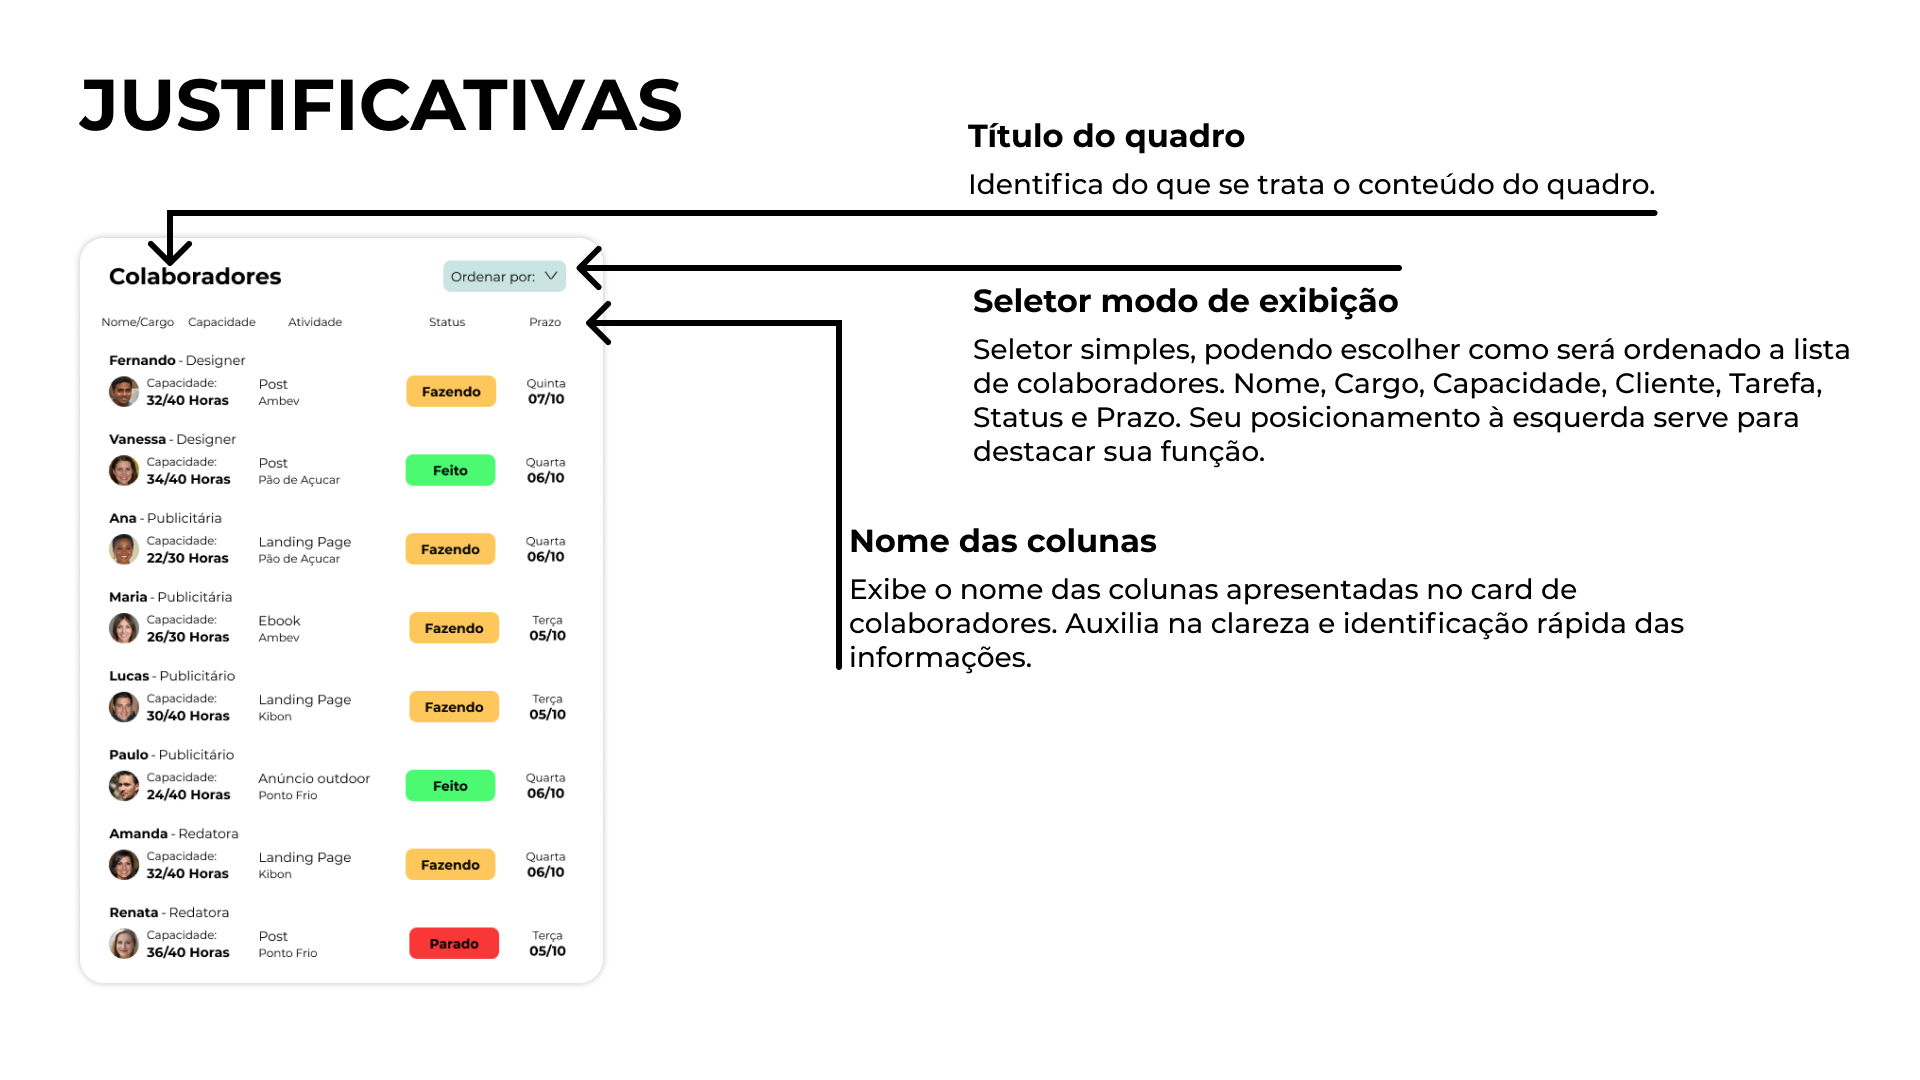 JUSTIFICATIVAS
Título do quadro
Identifica do que se trata o conteúdo do quadro.
Colaboradores
Ordenar por:
Seletor modo de exibição
Seletor simples, podendo escolher como será ordenado a lista
de colaboradores. Nome, Cargo, Capacidade, Cliente, Tarefa,
Status e Prazo. Seu posicionamento à esquerda serve para
destacar sua função.
Nome das colunas
Exibe o nome das colunas apresentadas no card de
colaboradores. Auxilia na clareza e identificação rápida das
informações.
Nome/Cargo Capacidade Atividade Status Prazo
Fernando - Designer
Capacidade: Post Quinta
32/40 Horas Ambev Fazendo 07/10
Vanessa - Designer
Capacidade: Post Quarta
34/40 Horas Pão de Açucar Feito 06/10
Ana - Publicitária
Capacidade: Landing Page Quarta
22/30 Horas Pão de Açucar Fazendo 06/10
Maria - Publicitária
Capacidade: Ebook Terça
26/30 Horas Ambev Fazendo 05/10
Lucas - Publicitário
Capacidade: Landing Page Terça
30/40 Horas Kibon Fazendo 05/10
Paulo - Publicitário
Capacidade: Anúncio outdoor Quarta
24/40 Horas Ponto Frio Feito 06/10
Amanda - Redatora
Capacidade: Landing Page Quarta
32/40 Horas Kibon Fazendo 06/10
Renata - Redatora
Capacidade: Post Terça
36/40 Horas Ponto Frio Parado 05/10